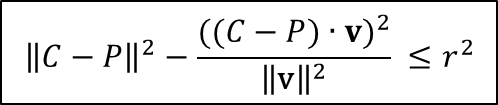 ‖C − P‖² − ((C − P) · v)² / ‖v‖² ≤ r²